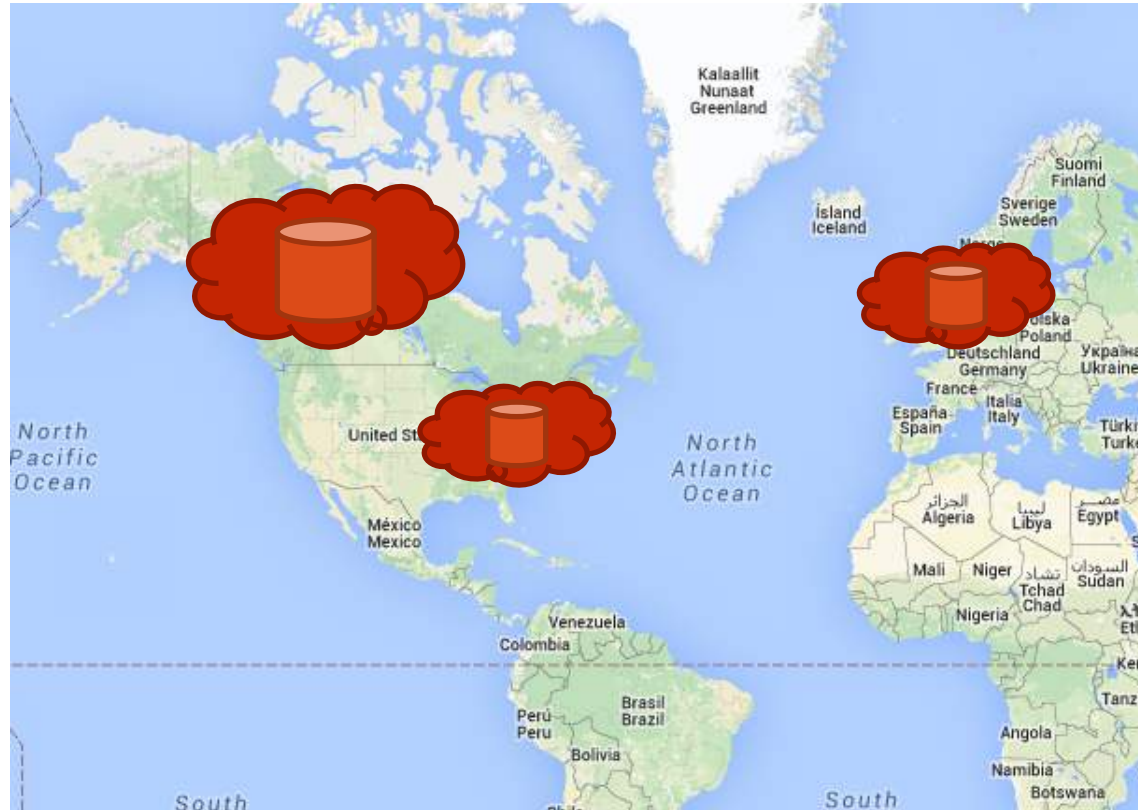 Kalaallit
Nunaat
Greenland
Suomi
Finland
Ísland
Iceland
Sverige
Sweden
Norge
Polska
Poland
Deutschland
Germany
Україна
Ukraine
France
Italia
Italy
España
Spain
United
North
Pacific
Ocean
North
Atlantic
Ocean
México
Mexico
الجزائر
Algeria
ليبيا
Libya
مصر
Egypt
Mali
Niger
تشاد
Tchad
Chad
السودان
Sudan
Nigeria
Venezuela
Colombia
Brasil
Brazil
Perú
Peru
Bolivia
Angola
Namibia
Botswana
South
South